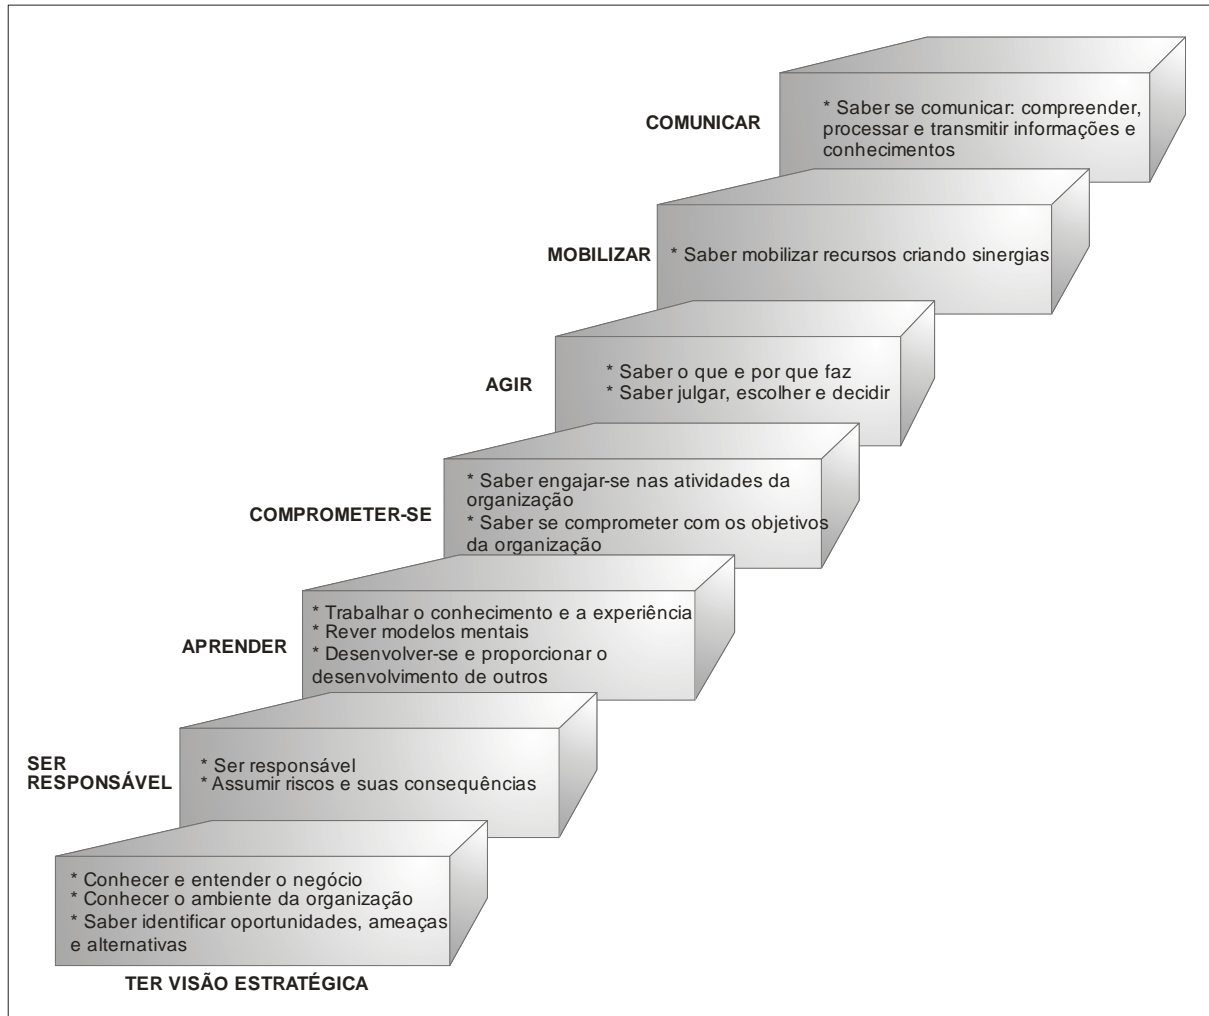 COMUNICAR
* Saber se comunicar: compreender,
processar e transmitir informações e
conhecimentos
MOBILIZAR
* Saber mobilizar recursos criando sinergias
AGIR
* Saber o que e por que faz
* Saber julgar, escolher e decidir
COMPROMETER-SE
* Saber engajar-se nas atividades da
organização
* Saber se comprometer com os objetivos
da organização
APRENDER
* Trabalhar o conhecimento e a experiência
* Rever modelos mentais
* Desenvolver-se e proporcionar o
desenvolvimento de outros
SER
RESPONSÁVEL
* Ser responsável
* Assumir riscos e suas consequências
* Conhecer e entender o negócio
* Conhecer o ambiente da organização
* Saber identificar oportunidades, ameaças
e alternativas
TER VISÃO ESTRATÉGICA